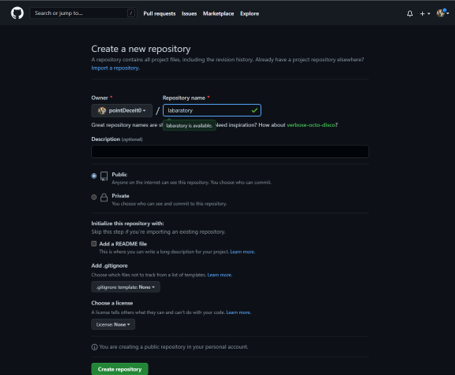 Search or jump to...
/
Pull requests Issues Marketplace Explore
Create a new repository
A repository contains all project files, including the revision history. Already have a project repository elsewhere?
Import a repository.
Owner * Repository name *
pointDeceit0 / labaratory
Great repository names are sh
labaratory is available.
Need inspiration? How about verbose-octo-disco?
Description (optional)
Public
Anyone on the internet can see this repository. You choose who can commit.
Private
You choose who can see and commit to this repository.
Initialize this repository with:
Skip this step if you're importing an existing repository.
Add a README file
This is where you can write a long description for your project. Learn more.
Add .gitignore
Choose which files not to track from a list of templates. Learn more.
.gitignore template: None
Choose a license
A license tells others what they can and can't do with your code. Learn more.
License: None
You are creating a public repository in your personal account.
Create repository